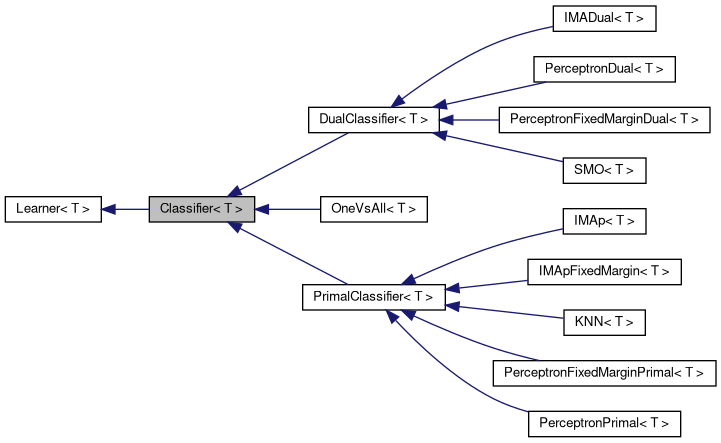 IMADual< T >
PerceptronDual< T >
DualClassifier< T >
PerceptronFixedMarginDual< T >
SMO< T >
Learner< T >
Classifier< T >
OneVsAll< T >
IMAp< T >
IMApFixedMargin< T >
PrimalClassifier< T >
KNN< T >
PerceptronFixedMarginPrimal< T >
PerceptronPrimal< T >